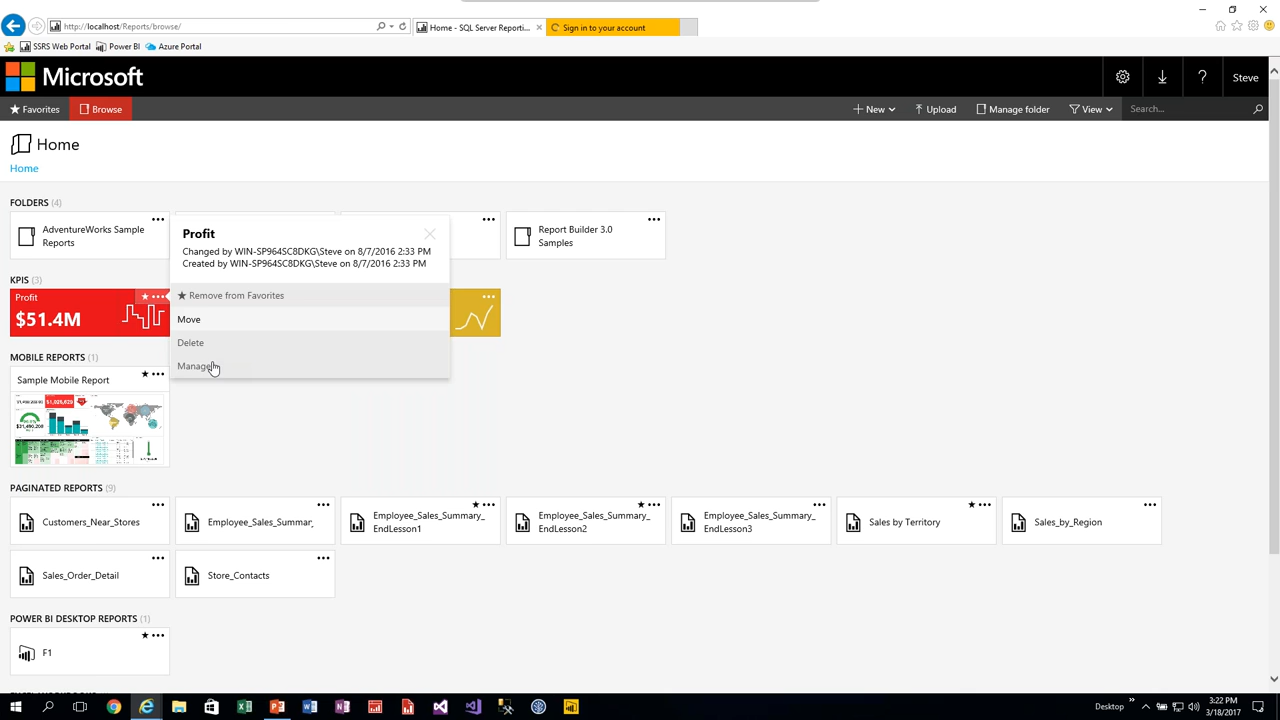 http://localhost/Reports/browse/
Home - SQL Server Reporti...
Sign in to your account
SSRS Web Portal
Power BI
Azure Portal
Microsoft
?
Steve
Favorites
Browse
New
Upload
Manage folder
View
Search...
Home
Home
FOLDERS (4)
AdventureWorks Sample
Reports
Report Builder 3.0
Samples
Profit
Changed by WIN-SP964SC8DKG\Steve on 8/7/2016 2:33 PM
Created by WIN-SP964SC8DKG\Steve on 8/7/2016 2:33 PM
Remove from Favorites
Move
Delete
Manage
KPIS (3)
Profit
$51.4M
MOBILE REPORTS (1)
Sample Mobile Report
PAGINATED REPORTS (9)
Customers_Near_Stores
Employee_Sales_Summar
Employee_Sales_Summary_
EndLesson1
Employee_Sales_Summary_
EndLesson2
Employee_Sales_Summary_
EndLesson3
Sales by Territory
Sales_by_Region
Sales_Order_Detail
Store_Contacts
POWER BI DESKTOP REPORTS (1)
F1
Desktop
3:22 PM
3/18/2017